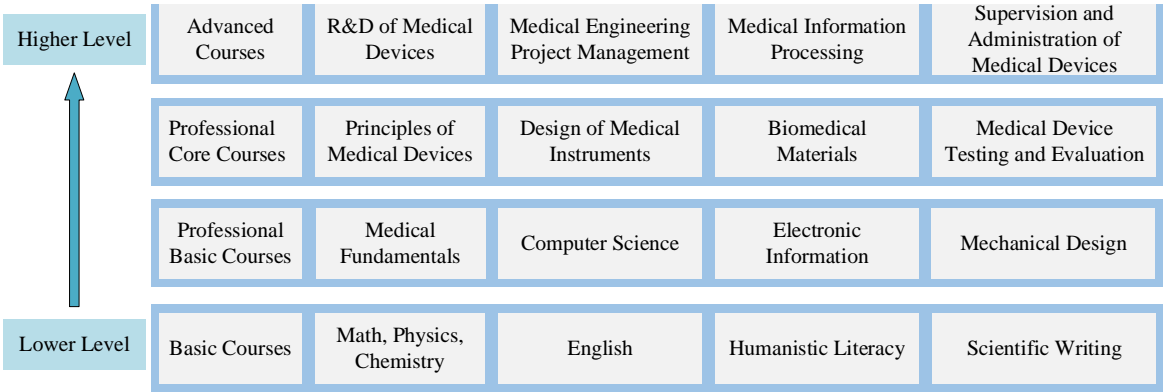 Higher Level
Advanced
Courses
R&D of Medical
Devices
Medical Engineering
Project Management
Medical Information
Processing
Supervision and
Administration of
Medical Devices
Professional
Core Courses
Principles of
Medical Devices
Design of Medical
Instruments
Biomedical
Materials
Medical Device
Testing and Evaluation
Professional
Basic Courses
Medical
Fundamentals
Computer Science
Electronic
Information
Mechanical Design
Lower Level
Basic Courses
Math, Physics,
Chemistry
English
Humanistic Literacy
Scientific Writing